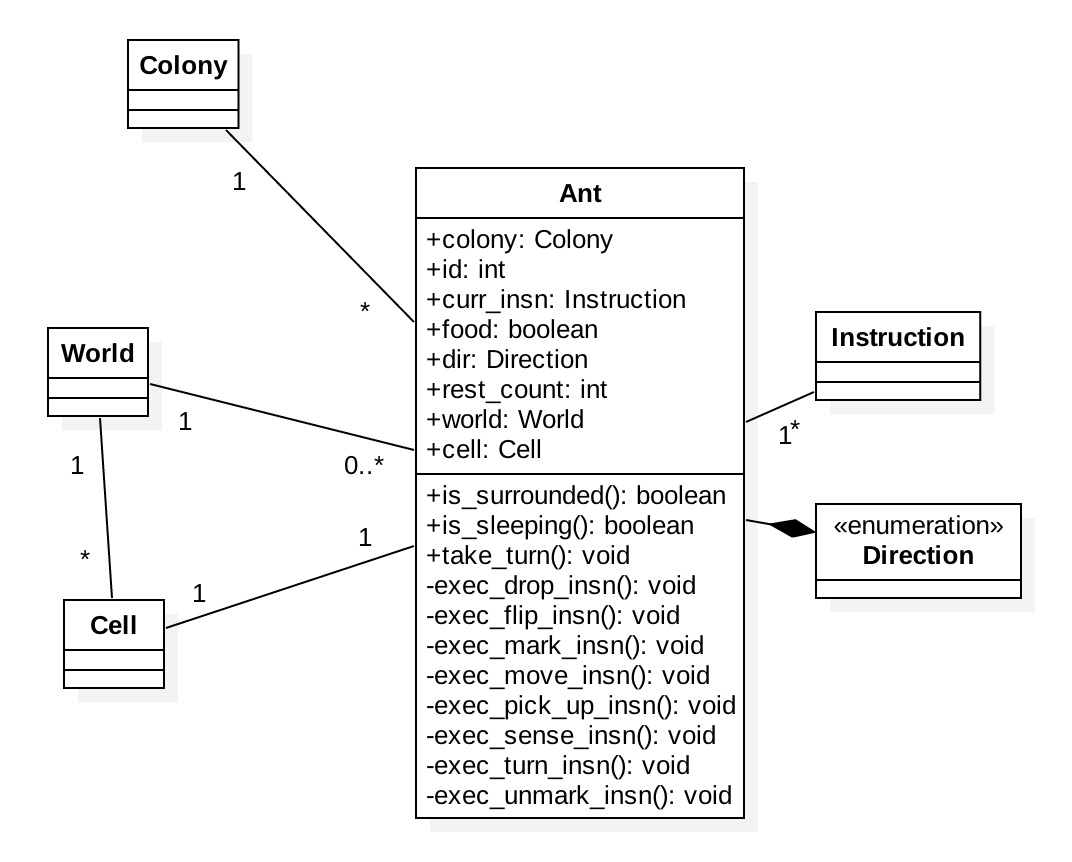 Colony
1
*
Ant
+colony: Colony
+id: int
+curr_insn: Instruction
+food: boolean
+dir: Direction
+rest_count: int
+world: World
+cell: Cell
+is_surrounded(): boolean
+is_sleeping(): boolean
+take_turn(): void
-exec_drop_insn(): void
-exec_flip_insn(): void
-exec_mark_insn(): void
-exec_move_insn(): void
-exec_pick_up_insn(): void
-exec_sense_insn(): void
-exec_turn_insn(): void
-exec_unmark_insn(): void
World
1
0..*
1
*
Cell
1
1
Instruction
1*
«enumeration»
Direction